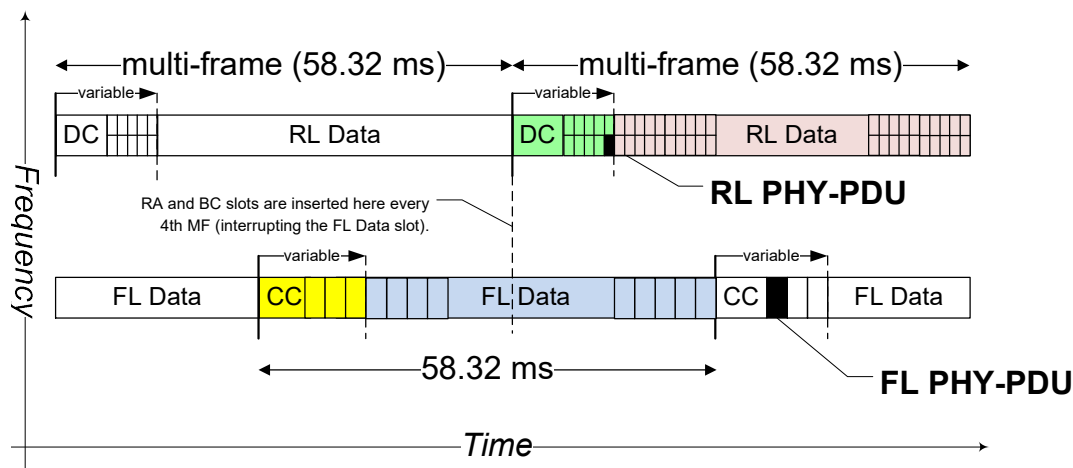 multi-frame (58.32 ms)
multi-frame (58.32 ms)
variable
variable
DC
RL Data
DC
RL Data
RL PHY-PDU
RA and BC slots are inserted here every
4th MF (interrupting the FL Data slot).
Frequency
variable
variable
FL Data
CC
FL Data
CC
FL Data
58.32 ms
FL PHY-PDU
Time